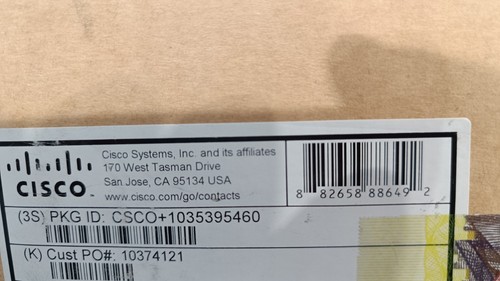 Cisco Systems, Inc. and its affiliates
170 West Tasman Drive
San Jose, CA 95134 USA
www.cisco.com/go/contacts
CISCO
8 82658 88649 2
(3S) PKG ID: CSCO+1035395460
(K) Cust PO#: 10374121